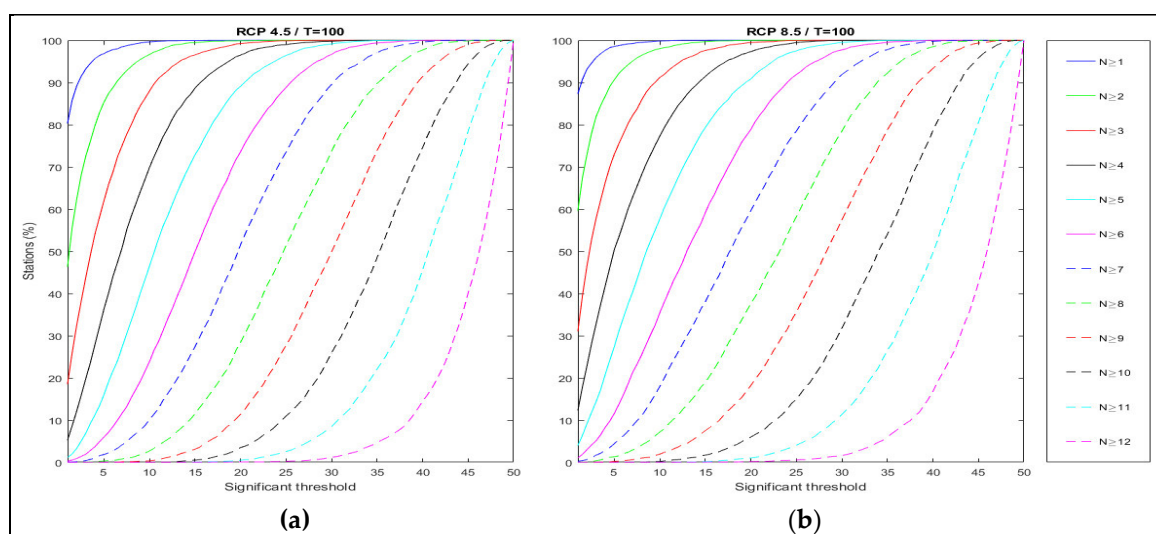 RCP 4.5 / T=100
100
90
80
70
60
50
40
30
20
10
0
Stations (%)
5 10 15 20 25 30 35 40 45 50
Significant threshold
(a)
RCP 8.5 / T=100
100
90
80
70
60
50
40
30
20
10
0
5 10 15 20 25 30 35 40 45 50
Significant threshold
(b)
N≥1
N≥2
N≥3
N≥4
N≥5
N≥6
N≥7
N≥8
N≥9
N≥10
N≥11
N≥12